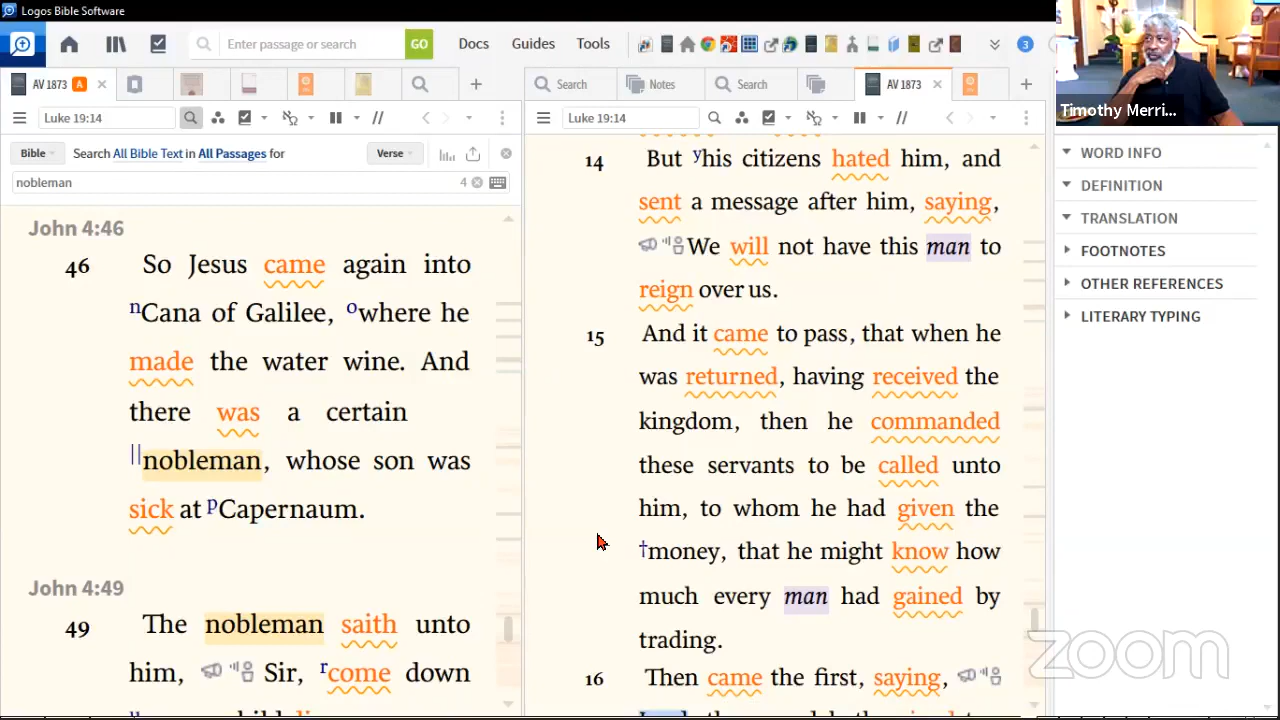 Logos Bible Software
Enter passage or search
GO
Docs
Guides
Tools
3
AV 1873
A
Search
Notes
Search
AV 1873
Luke 19:14
Luke 19:14
Bible
Search All Bible Text in All Passages for
Verse
nobleman
4
John 4:46
46 So Jesus came again into
nCana of Galilee, owhere he
made the water wine. And
there was a certain
||nobleman, whose son was
sick at pCapernaum.
John 4:49
49 The nobleman saith unto
him, Sir, rcome down
14 But yhis citizens hated him, and
sent a message after him, saying,
We will not have this man to
reign over us.
15 And it came to pass, that when he
was returned, having received the
kingdom, then he commanded
these servants to be called unto
him, to whom he had given the
†money, that he might know how
much every man had gained by
trading.
16 Then came the first, saying,
Timothy Merri...
WORD INFO
DEFINITION
TRANSLATION
FOOTNOTES
OTHER REFERENCES
LITERARY TYPING
zoom